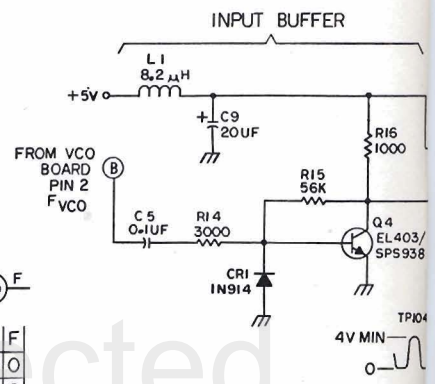 INPUT BUFFER
L1
8.2 µH
+5V
+
C9
20UF
R16
1000
FROM VCO
BOARD
PIN 2
FVCO
B
R15
56K
C5
0.1UF
R14
3000
Q4
EL403/
SPS938
CR1
1N914
F
TP104
4V MIN
F
0
0
ected